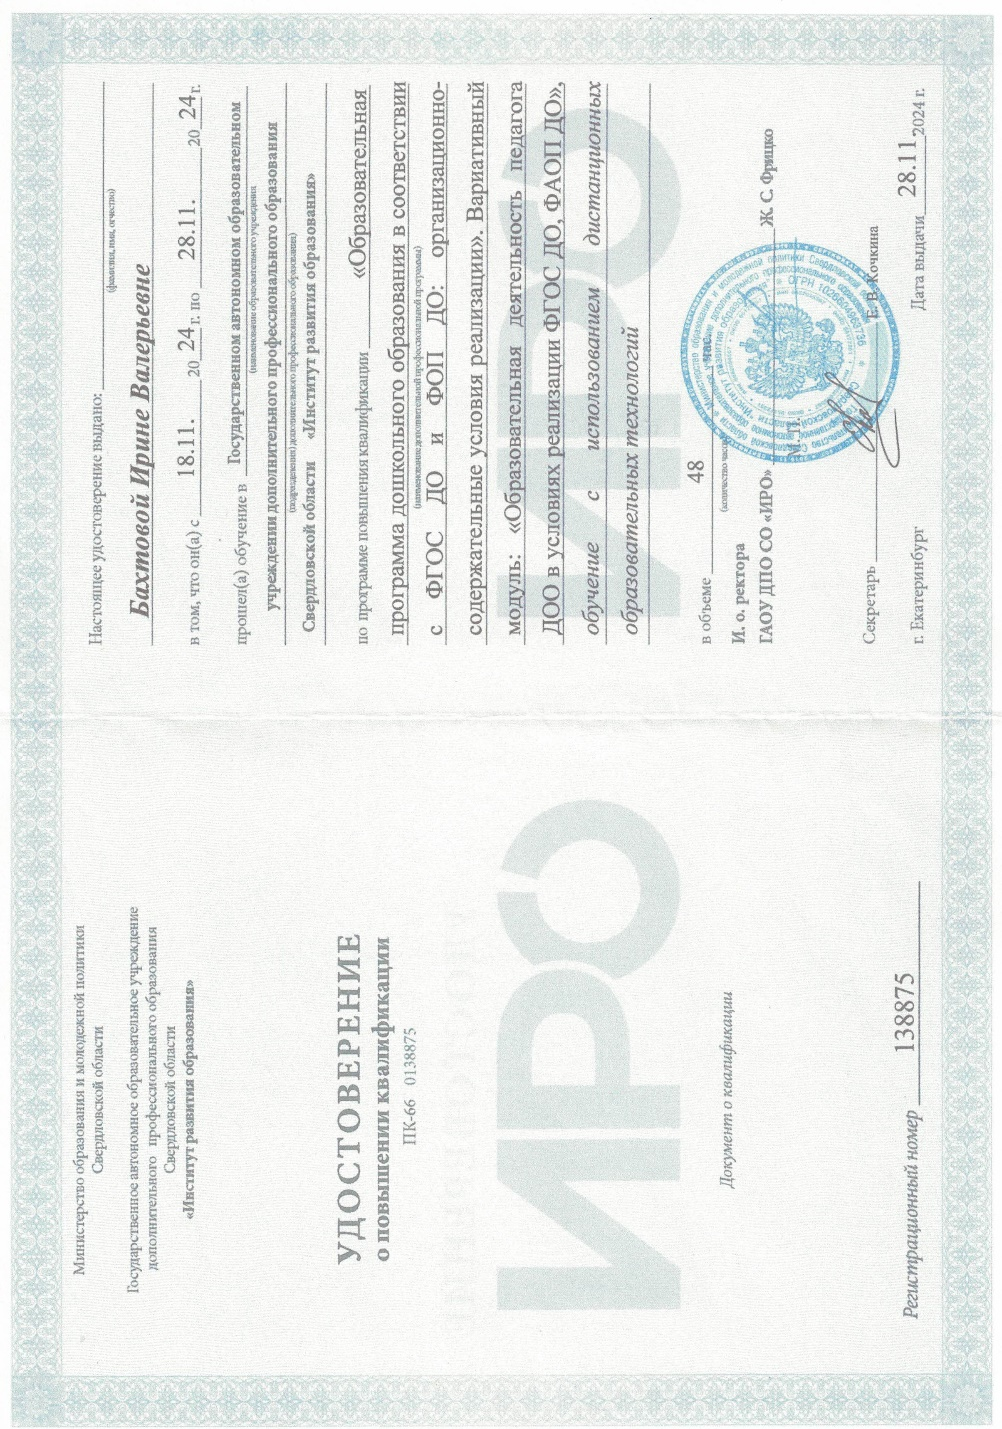 Министерство образования и молодежной политики
Свердловской области
Государственное автономное образовательное учреждение
дополнительного профессионального образования
Свердловской области
«Институт развития образования»
УДОСТОВЕРЕНИЕ
о повышении квалификации
ПК-66 0138875
ИРО
Документ о квалификации
Регистрационный номер 138875
Настоящее удостоверение выдано:
(фамилия, имя, отчество)
Бахтовой Ирине Валерьевне
в том, что он(а) с 18.11. 20 24 г. по 28.11. 20 24 г.
прошел(а) обучение в Государственном автономном образовательном
(наименование образовательного учреждения
учреждении дополнительного профессионального образования
(подразделения) дополнительного профессионального образования)
Свердловской области «Институт развития образования»
по программе повышения квалификации «Образовательная
программа дошкольного образования в соответствии
(наименование дополнительной профессиональной программы)
с ФГОС ДО и ФОП ДО: организационно-
содержательные условия реализации». Вариативный
модуль: «Образовательная деятельность педагога
ДОО в условиях реализации ФГОС ДО, ФАОП ДО»,
обучение с использованием дистанционных
образовательных технологий
ИРО
в объеме 48 час.
(количество часов)
И. о. ректора
ГАОУ ДПО СО «ИРО» Ж. С. Фрицко
М.П.
Секретарь Е. В. Кочкина
г. Екатеринбург Дата выдачи 28.11.2024 г.